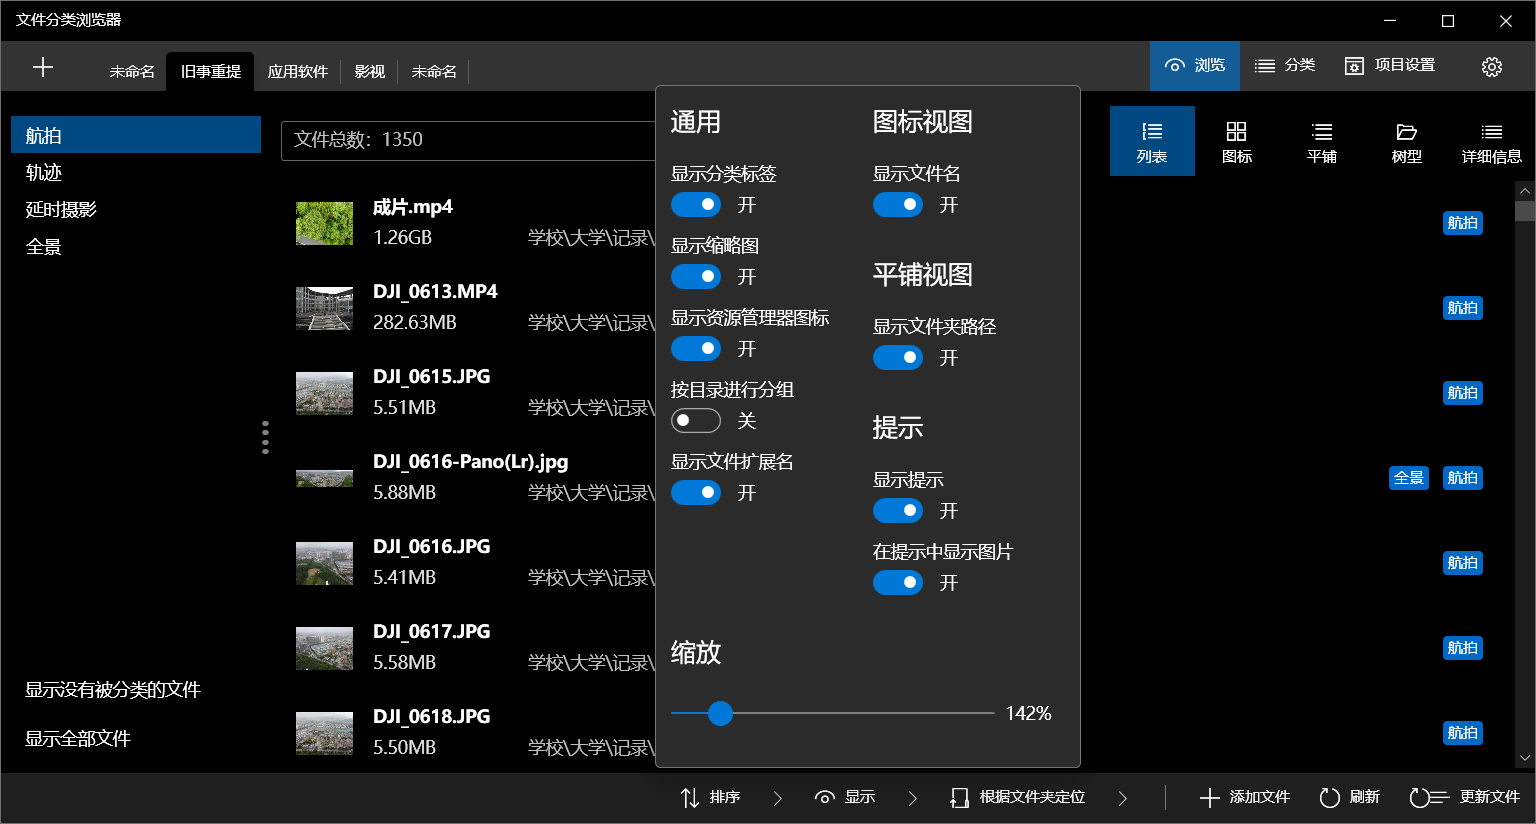 文件分类浏览器
未命名
旧事重提
应用软件
影视
未命名
浏览
分类
项目设置
航拍
轨迹
延时摄影
全景
显示没有被分类的文件
显示全部文件
文件总数：1350
列表
图标
平铺
树型
详细信息
成片.mp4
1.26GB
学校\大学\记录\
航拍
DJI_0613.MP4
282.63MB
学校\大学\记录\
航拍
DJI_0615.JPG
5.51MB
学校\大学\记录\
航拍
DJI_0616-Pano(Lr).jpg
5.88MB
学校\大学\记录\
全景
航拍
DJI_0616.JPG
5.41MB
学校\大学\记录\
航拍
DJI_0617.JPG
5.58MB
学校\大学\记录\
航拍
DJI_0618.JPG
5.50MB
学校\大学\记录\
航拍
通用
显示分类标签
开
显示缩略图
开
显示资源管理器图标
开
按目录进行分组
关
显示文件扩展名
开
图标视图
显示文件名
开
平铺视图
显示文件夹路径
开
提示
显示提示
开
在提示中显示图片
开
缩放
142%
排序
显示
根据文件夹定位
添加文件
刷新
更新文件